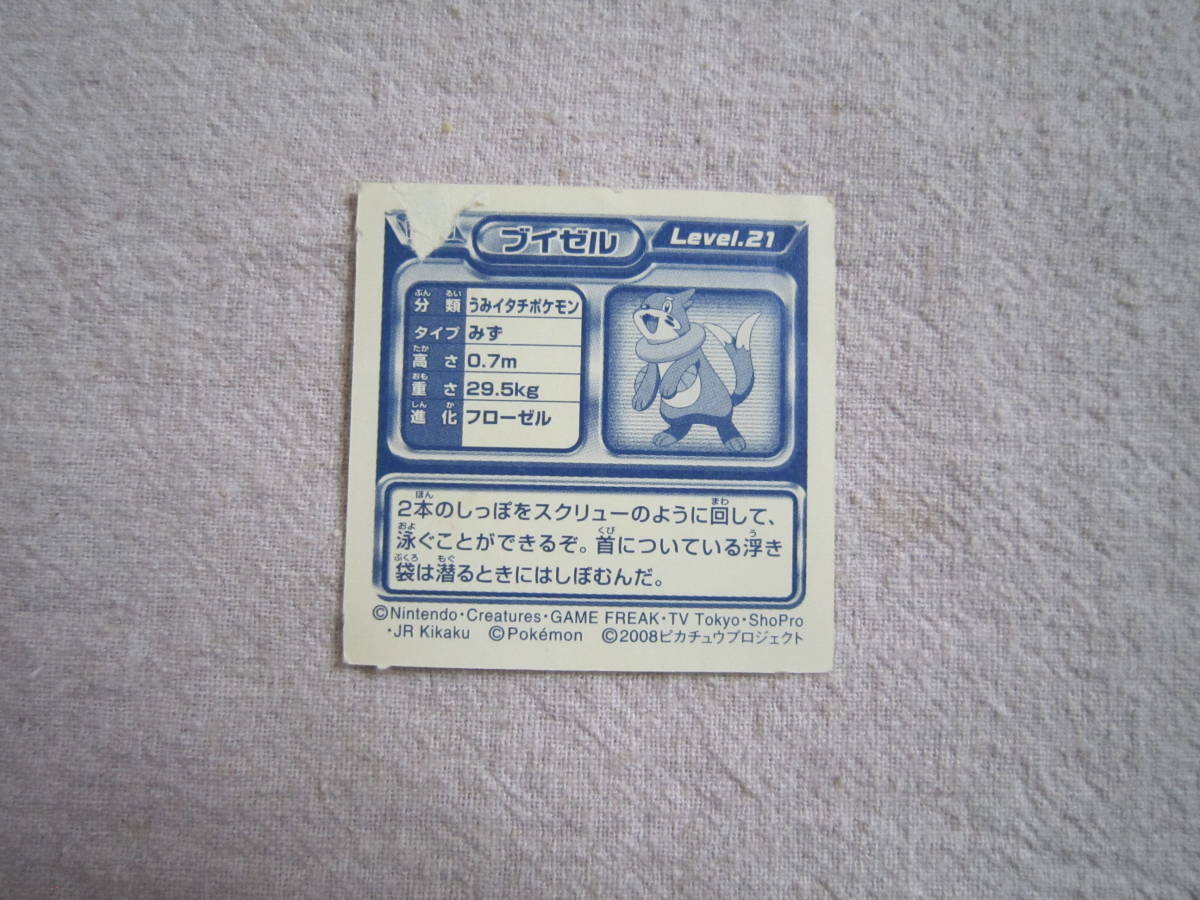 ブイゼル Level.21
分類 うみイタチポケモン
タイプ みず
高さ 0.7m
重さ 29.5kg
進化 フローゼル
2本のしっぽをスクリューのように回して、
泳ぐことができるぞ。首についている浮き
袋は潜るときにはしぼむんだ。
©Nintendo・Creatures・GAME FREAK・TV Tokyo・ShoPro
・JR Kikaku ©Pokémon ©2008ピカチュウプロジェクト